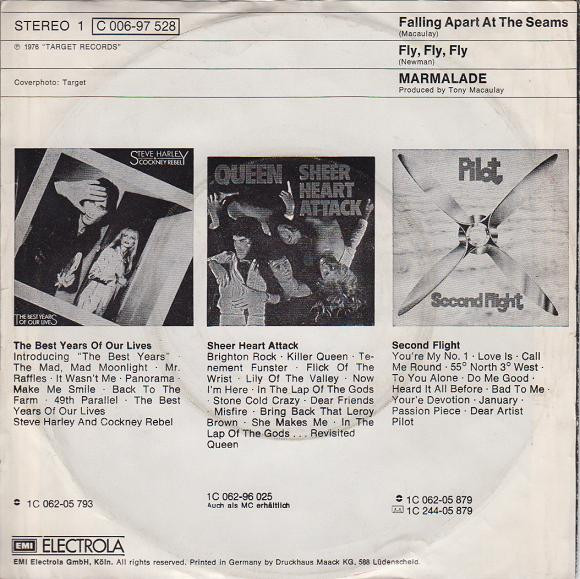 STEREO 1 C 006-97 528
℗ 1976 "TARGET RECORDS"
Coverphoto: Target
Falling Apart At The Seams
(Macaulay)
Fly, Fly, Fly
(Newman)
MARMALADE
Produced by Tony Macaulay
STEVE HARLEY
COCKNEY REBEL
THE BEST YEARS
OF OUR LIVES
QUEEN SHEER
HEART
ATTACK
Pilot
Second Flight
The Best Years Of Our Lives
Introducing "The Best Years" ·
The Mad, Mad Moonlight · Mr.
Raffles · It Wasn't Me · Panorama ·
Make Me Smile · Back To The
Farm · 49th Parallel · The Best
Years Of Our Lives
Steve Harley And Cockney Rebel
1C 062-05 793
Sheer Heart Attack
Brighton Rock · Killer Queen · Te-
nement Funster · Flick Of The
Wrist · Lily Of The Valley · Now
I'm Here · In The Lap Of The Gods
· Stone Cold Crazy · Dear Friends
· Misfire · Bring Back That Leroy
Brown · She Makes Me · In The
Lap Of The Gods . . . Revisited
Queen
1C 062-96 025
Auch als MC erhältlich
Second Flight
You're My No. 1 · Love Is · Call
Me Round · 55° North 3° West ·
To You Alone · Do Me Good ·
Heard It All Before · Bad To Me ·
Your'e Devotion · January ·
Passion Piece · Dear Artist
Pilot
1C 062-05 879
1C 244-05 879
EMI ELECTROLA
EMI Electrola GmbH, Köln. All rights reserved. Printed in Germany by Druckhaus Maack KG, 588 Lüdenscheid.